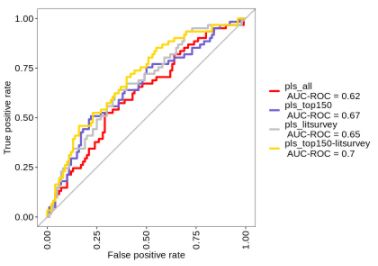 1.00
0.75
0.50
0.25
0.00
True positive rate
0.00
0.25
0.50
0.75
1.00
False positive rate
pls_all
AUC-ROC = 0.62
pls_top150
AUC-ROC = 0.67
pls_litsurvey
AUC-ROC = 0.65
pls_top150-litsurvey
AUC-ROC = 0.7